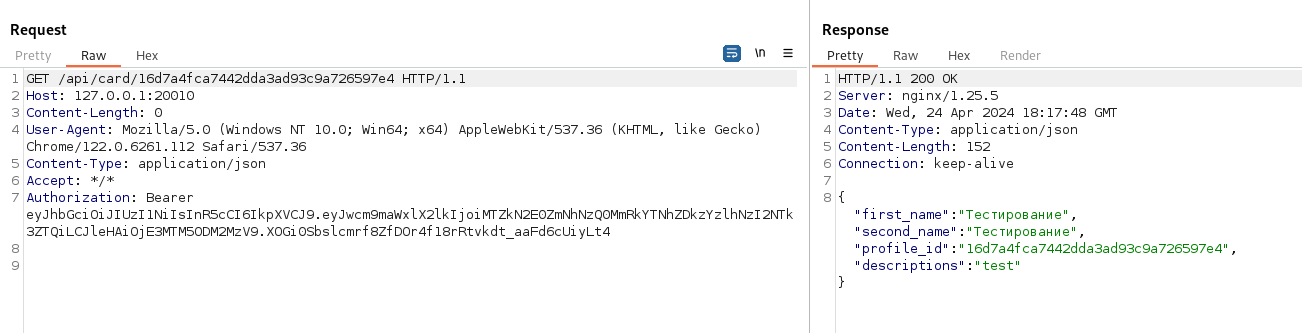 Request
Pretty Raw Hex
\n
1 GET /api/card/16d7a4fca7442dda3ad93c9a726597e4 HTTP/1.1
2 Host: 127.0.0.1:20010
3 Content-Length: 0
4 User-Agent: Mozilla/5.0 (Windows NT 10.0; Win64; x64) AppleWebKit/537.36 (KHTML, like Gecko)
Chrome/122.0.6261.112 Safari/537.36
5 Content-Type: application/json
6 Accept: */*
7 Authorization: Bearer
eyJhbGciOiJIUzI1NiIsInR5cCI6IkpXVCJ9.eyJwcm9maWxlX2lkIjoiMTZkN2E0ZmNhNzQ0MmRkYTNhZDkzYzlhNzI2NTk
3ZTQiLCJleHAiOjE3MTM5ODM2MzV9.XOGi0Sbslcmrf8ZfDOr4f18rRtvkdt_aaFd6cUiyLt4
8
9
Response
Pretty Raw Hex Render
1 HTTP/1.1 200 OK
2 Server: nginx/1.25.5
3 Date: Wed, 24 Apr 2024 18:17:48 GMT
4 Content-Type: application/json
5 Content-Length: 152
6 Connection: keep-alive
7
8 {
"first_name":"Тестирование",
"second_name":"Тестирование",
"profile_id":"16d7a4fca7442dda3ad93c9a726597e4",
"descriptions":"test"
}